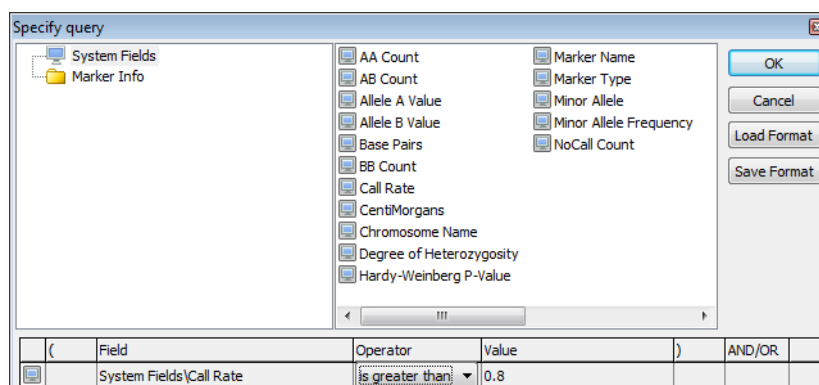 Specify query
System Fields
Marker Info
AA Count
AB Count
Allele A Value
Allele B Value
Base Pairs
BB Count
Call Rate
CentiMorgans
Chromosome Name
Degree of Heterozygosity
Hardy-Weinberg P-Value
Marker Name
Marker Type
Minor Allele
Minor Allele Frequency
NoCall Count
OK
Cancel
Load Format
Save Format
( Field Operator Value ) AND/OR
System Fields\Call Rate is greater than 0.8